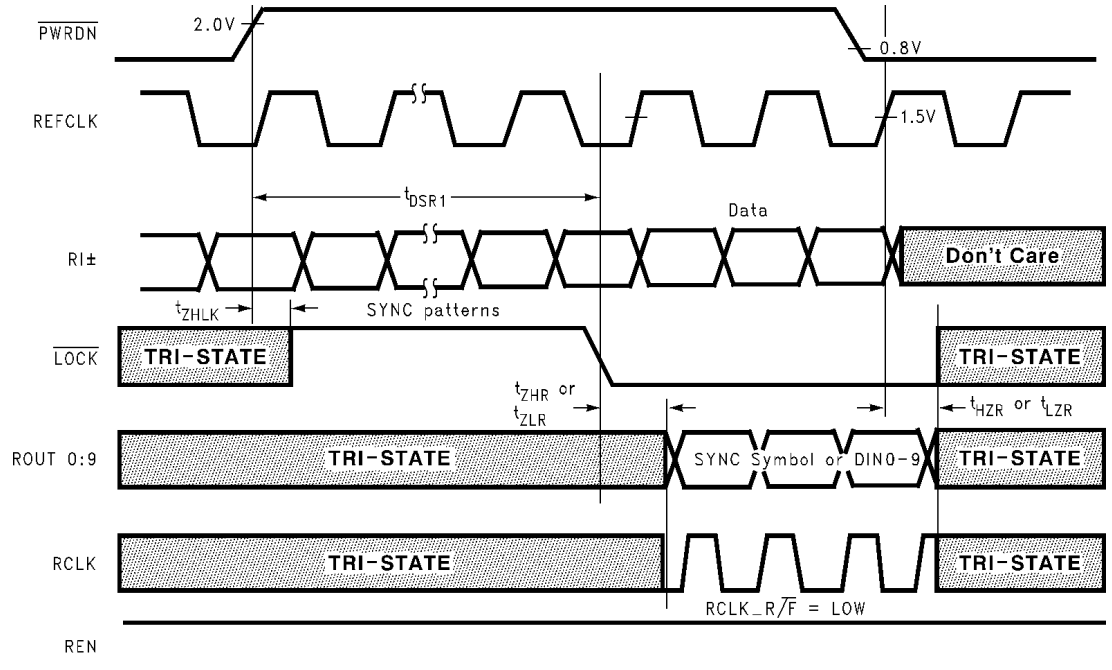 PWRDN
2.0V
0.8V
REFCLK
1.5V
tDSR1
Data
RI±
Don't Care
tZHLK
SYNC patterns
LOCK
TRI-STATE
TRI-STATE
tZHR or
tZLR
tHZR or tLZR
ROUT 0:9
TRI-STATE
SYNC Symbol or DIN0-9
TRI-STATE
RCLK
TRI-STATE
TRI-STATE
RCLK_R/F = LOW
REN